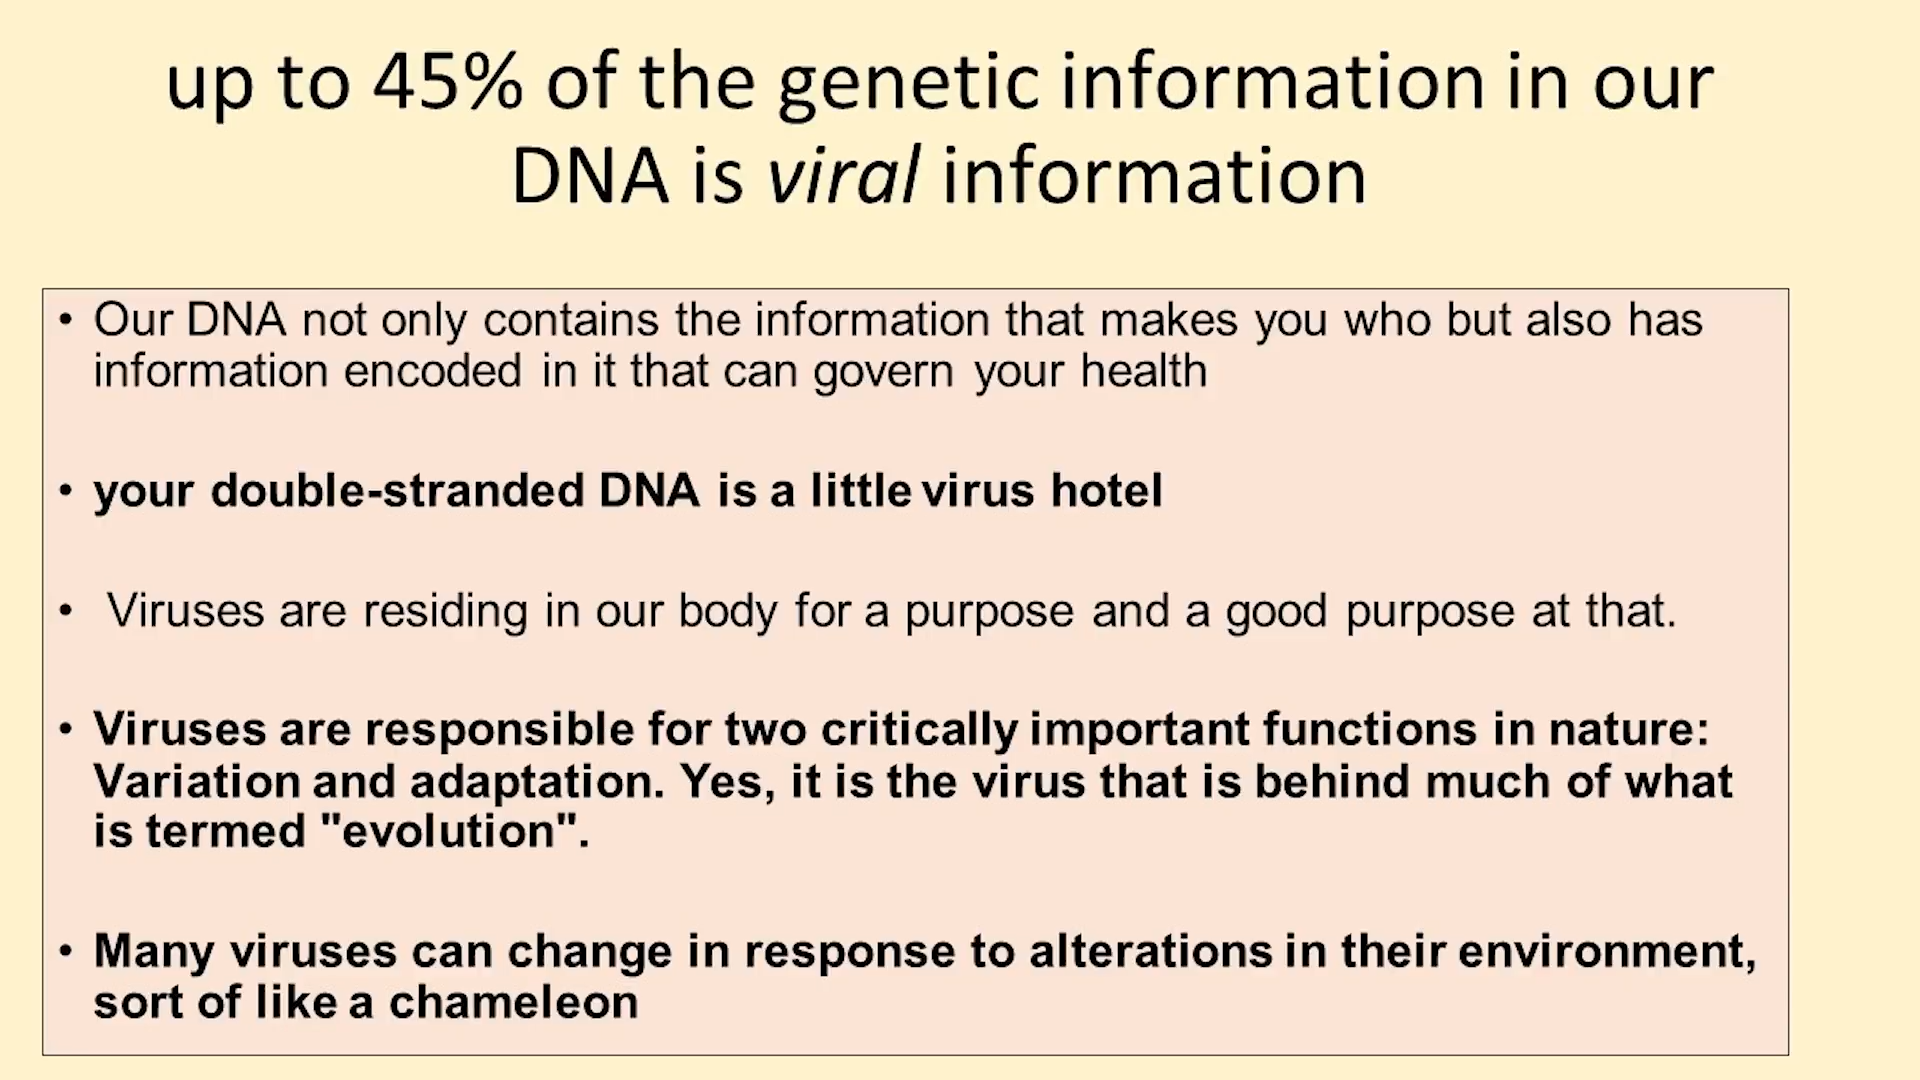 up to 45% of the genetic information in our
DNA is viral information
• Our DNA not only contains the information that makes you who but also has
information encoded in it that can govern your health
• your double-stranded DNA is a little virus hotel
• Viruses are residing in our body for a purpose and a good purpose at that.
• Viruses are responsible for two critically important functions in nature:
Variation and adaptation. Yes, it is the virus that is behind much of what
is termed "evolution".
• Many viruses can change in response to alterations in their environment,
sort of like a chameleon